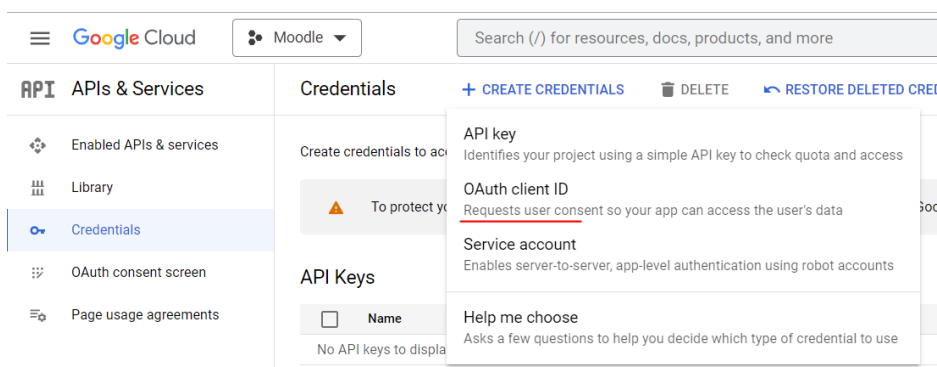 Google Cloud
Moodle
Search (/) for resources, docs, products, and more
API APIs & Services
Credentials
+ CREATE CREDENTIALS
DELETE
RESTORE DELETED CRED
Enabled APIs & services
Library
Credentials
OAuth consent screen
Page usage agreements
Create credentials to ac
To protect yo
API Keys
Name
No API keys to displa
API key
Identifies your project using a simple API key to check quota and access
OAuth client ID
Requests user consent so your app can access the user's data
Service account
Enables server-to-server, app-level authentication using robot accounts
Help me choose
Asks a few questions to help you decide which type of credential to use